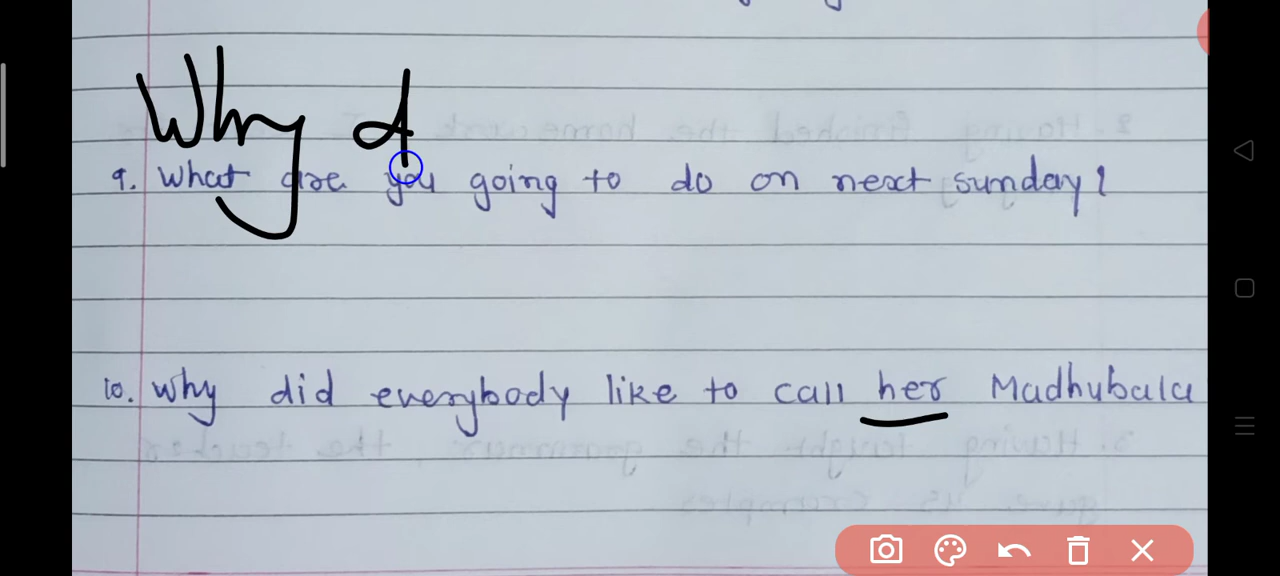 Why d
9. What are you going to do on next sunday?
10. Why did everybody like to call her Madhubala